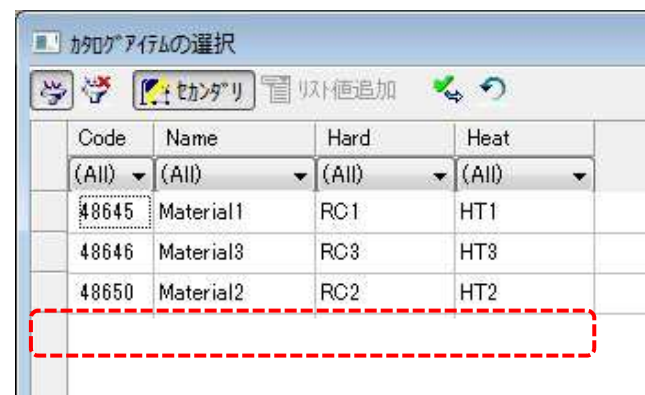 ｶﾀﾛｸﾞｱｲﾃﾑの選択
ｾｶﾝﾀﾞﾘ ﾘｽﾄ値追加
Code Name Hard Heat
(All) (All) (All) (All)
48645 Material1 RC1 HT1
48646 Material3 RC3 HT3
48650 Material2 RC2 HT2